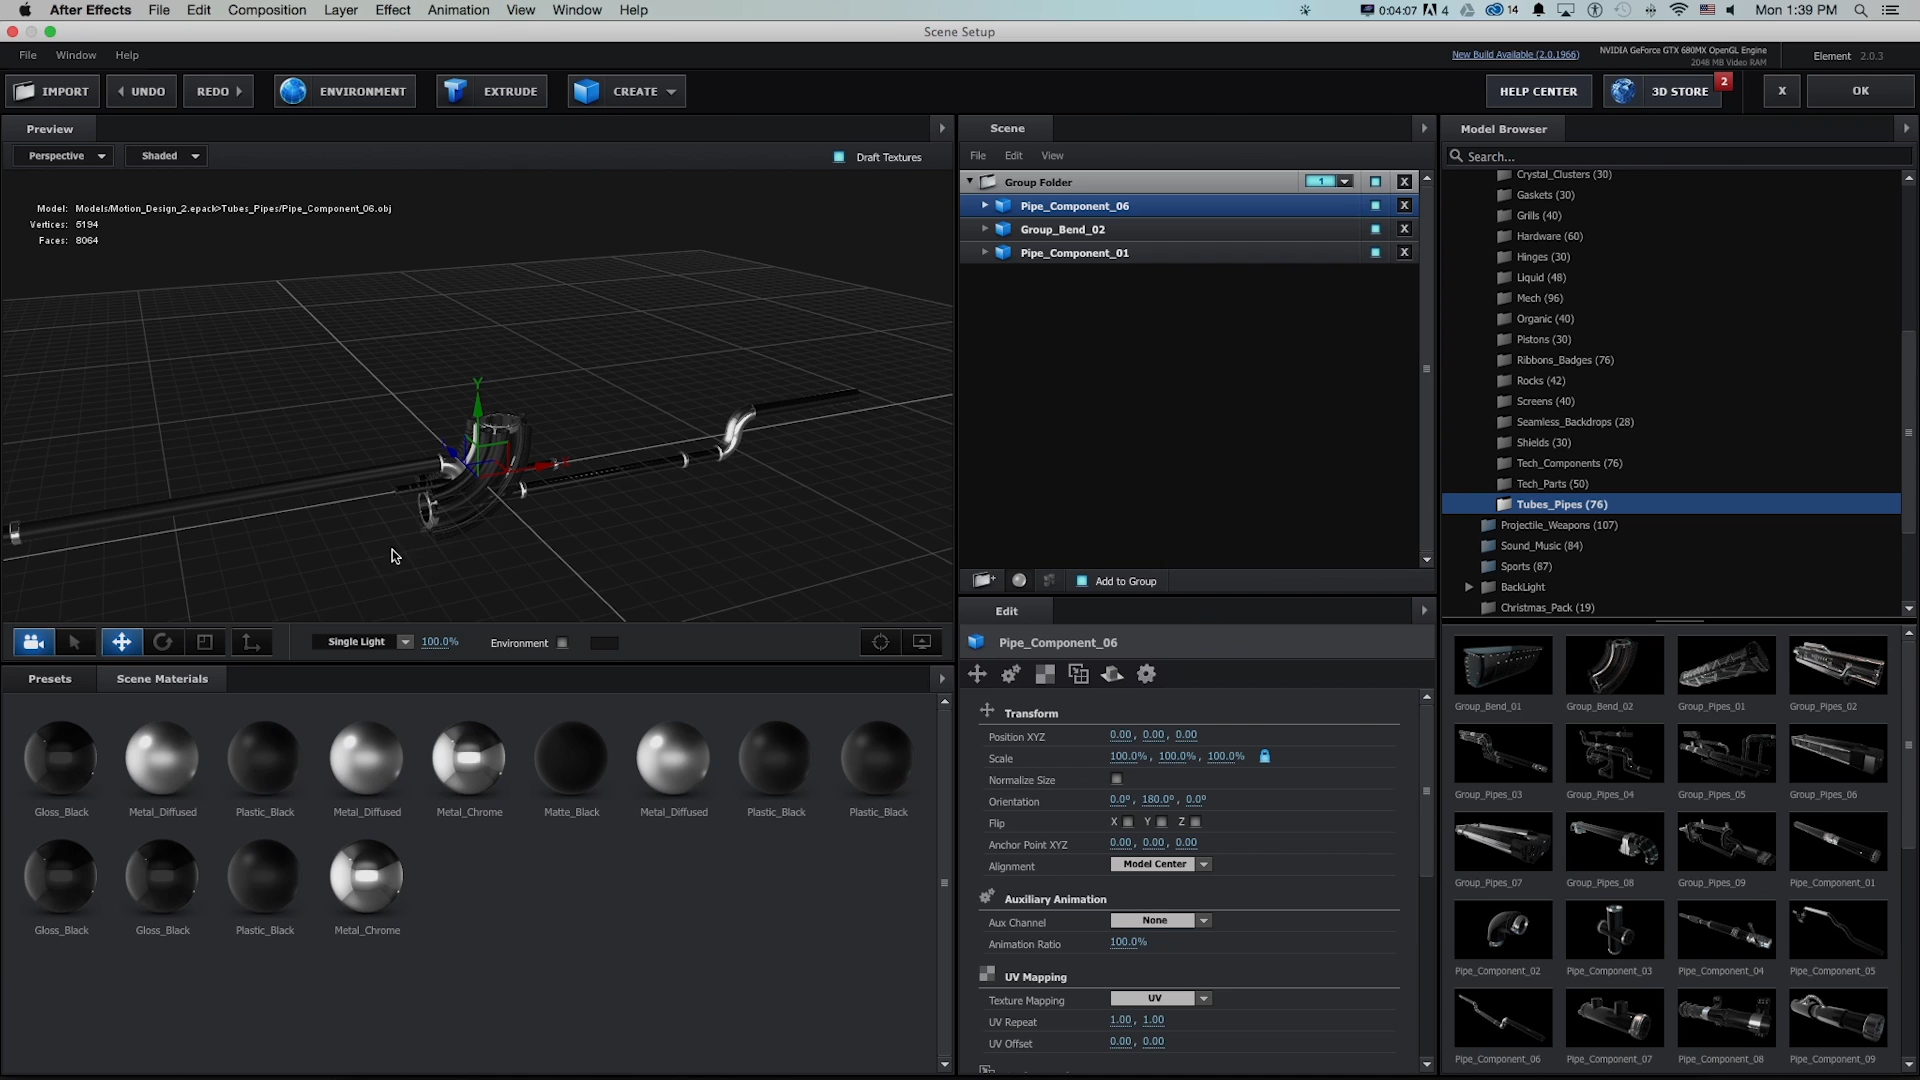 After Effects File Edit Composition Layer Effect Animation View Window Help 0:04:07 4 14 Mon 1:39 PM
Scene Setup
File Window Help New Build Available (2.0.1966) NVIDIA GeForce GTX 680MX OpenGL Engine
2048 MB Video RAM Element 2.0.3
IMPORT UNDO REDO ENVIRONMENT EXTRUDE CREATE HELP CENTER 3D STORE 2 X OK
Preview
Perspective Shaded Draft Textures
Model: Models/Motion_Design_2.epack>Tubes_Pipes/Pipe_Component_06.obj
Vertices: 5194
Faces: 8064
Y
X
Single Light 100.0% Environment
Presets Scene Materials
Gloss_Black Metal_Diffused Plastic_Black Metal_Diffused Metal_Chrome Matte_Black Metal_Diffused Plastic_Black Plastic_Black
Gloss_Black Gloss_Black Plastic_Black Metal_Chrome
Scene
File Edit View
Group Folder 1 X
Pipe_Component_06 X
Group_Bend_02 X
Pipe_Component_01 X
Add to Group
Edit
Pipe_Component_06
Transform
Position XYZ 0.00, 0.00, 0.00
Scale 100.0%, 100.0%, 100.0%
Normalize Size
Orientation 0.0°, 180.0°, 0.0°
Flip X Y Z
Anchor Point XYZ 0.00, 0.00, 0.00
Alignment Model Center
Auxiliary Animation
Aux Channel None
Animation Ratio 100.0%
UV Mapping
Texture Mapping UV
UV Repeat 1.00, 1.00
UV Offset 0.00, 0.00
Model Browser
Search...
Crystal_Clusters (30)
Gaskets (30)
Grills (40)
Hardware (60)
Hinges (30)
Liquid (48)
Mech (96)
Organic (40)
Pistons (30)
Ribbons_Badges (76)
Rocks (42)
Screens (40)
Seamless_Backdrops (28)
Shields (30)
Tech_Components (76)
Tech_Parts (50)
Tubes_Pipes (76)
Projectile_Weapons (107)
Sound_Music (84)
Sports (87)
BackLight
Christmas_Pack (19)
Group_Bend_01 Group_Bend_02 Group_Pipes_01 Group_Pipes_02
Group_Pipes_03 Group_Pipes_04 Group_Pipes_05 Group_Pipes_06
Group_Pipes_07 Group_Pipes_08 Group_Pipes_09 Pipe_Component_01
Pipe_Component_02 Pipe_Component_03 Pipe_Component_04 Pipe_Component_05
Pipe_Component_06 Pipe_Component_07 Pipe_Component_08 Pipe_Component_09